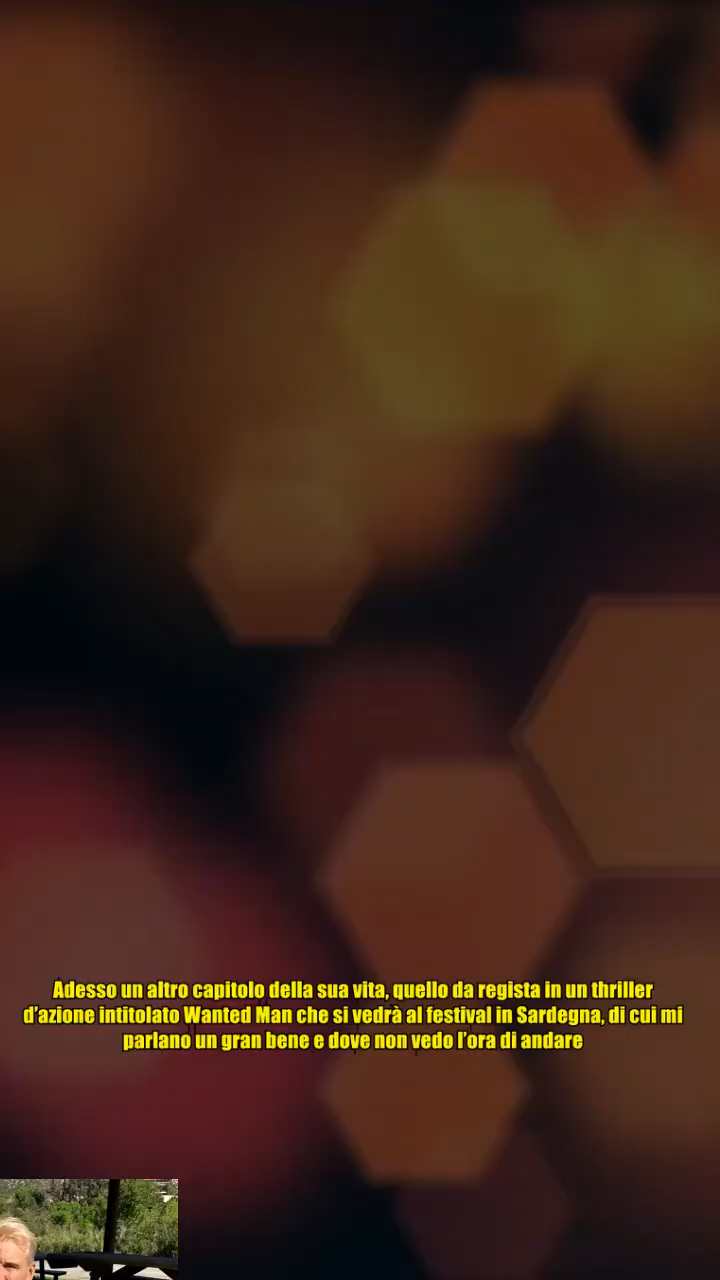 Adesso un altro capitolo della sua vita, quello da regista in un thriller
d'azione intitolato Wanted Man che si vedrà al festival in Sardegna, di cui mi
parlano un gran bene e dove non vedo l'ora di andare